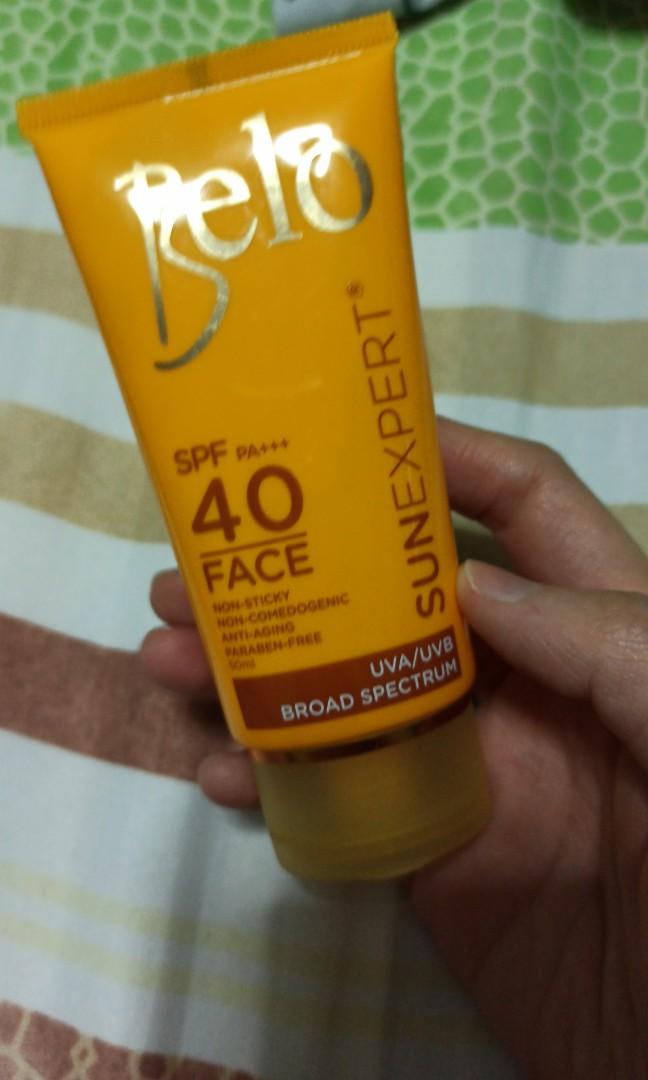 Belo
SUNEXPERT®
SPF PA+++
40
FACE
NON-STICKY
NON-COMEDOGENIC
ANTI-AGING
PARABEN-FREE
50ml
UVA/UVB
BROAD SPECTRUM